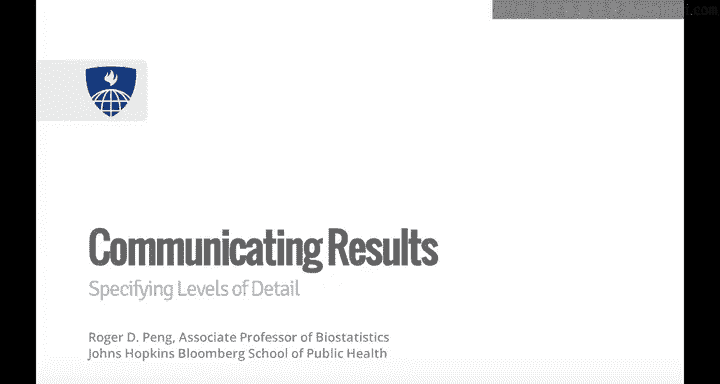 Communicating Results
Specifying Levels of Detail
Roger D. Peng, Associate Professor of Biostatistics
Johns Hopkins Bloomberg School of Public Health